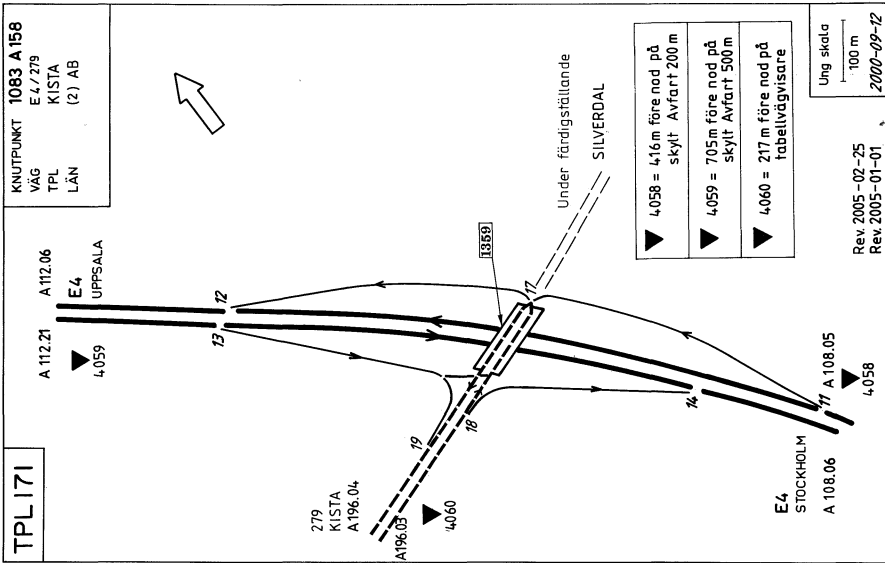 TPL 171
KNUTPUNKT 1083 A 158
VÄG E 4 / 279
TPL KISTA
LÄN (2) AB
A 112.21
A 112.06
E4
UPPSALA
4059
13
12
1359
17
Under färdigställande
SILVERDAL
19
18
279
KISTA
A 196.04
A196.03
4060
14
11
A 108.05
4058
E4
STOCKHOLM
A 108.06
4058 = 416 m före nod på
skylt Avfart 200 m
4059 = 705 m före nod på
skylt Avfart 500 m
4060 = 217 m före nod på
tabellvägvisare
Rev. 2005-02-25
Rev. 2005-01-01
Ung skala
100 m
2000-09-12